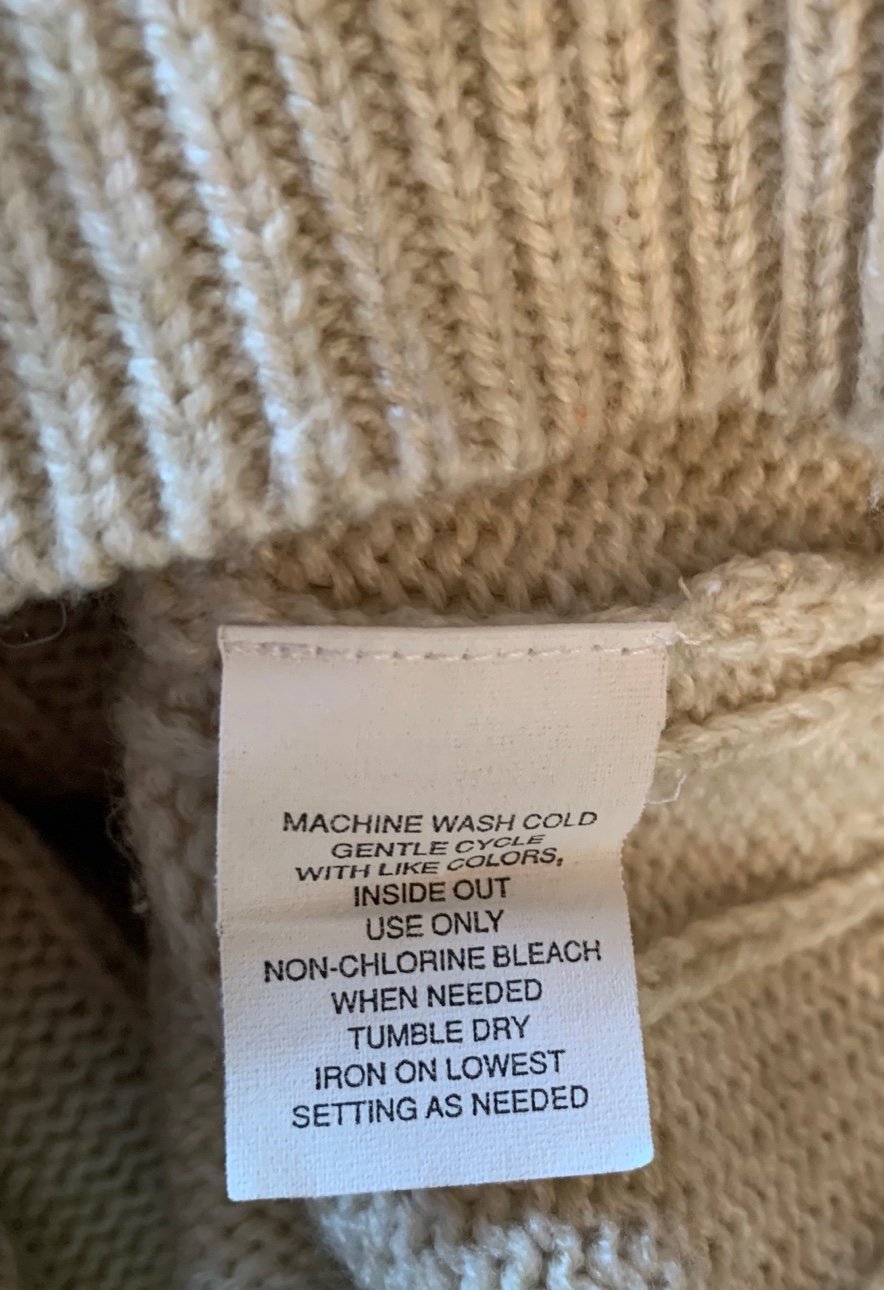 MACHINE WASH COLD
GENTLE CYCLE
WITH LIKE COLORS,
INSIDE OUT
USE ONLY
NON-CHLORINE BLEACH
WHEN NEEDED
TUMBLE DRY
IRON ON LOWEST
SETTING AS NEEDED